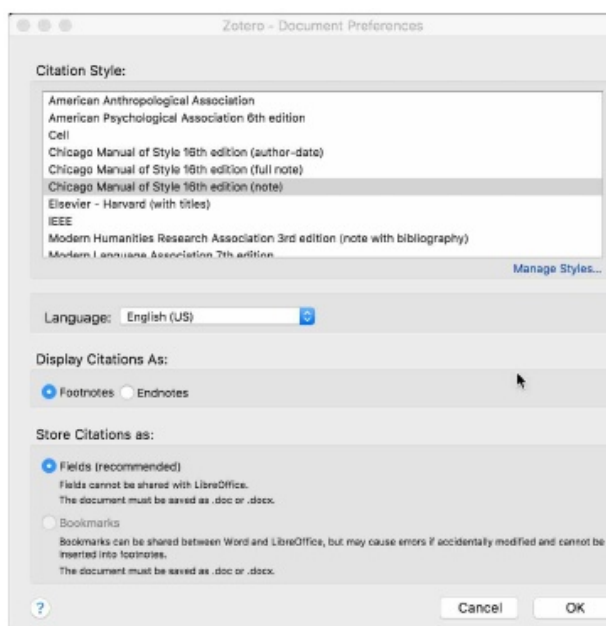 Zotero - Document Preferences
Citation Style:
American Anthropological Association
American Psychological Association 6th edition
Cell
Chicago Manual of Style 16th edition (author-date)
Chicago Manual of Style 16th edition (full note)
Chicago Manual of Style 16th edition (note)
Elsevier - Harvard (with titles)
IEEE
Modern Humanities Research Association 3rd edition (note with bibliography)
Modern Language Association 7th edition
Manage Styles...
Language: English (US)
Display Citations As:
Footnotes Endnotes
Store Citations as:
Fields (recommended)
Fields cannot be shared with LibreOffice.
The document must be saved as .doc or .docx.
Bookmarks
Bookmarks can be shared between Word and LibreOffice, but may cause errors if accidentally modified and cannot be
inserted into footnotes.
The document must be saved as .doc or .docx.
? Cancel OK